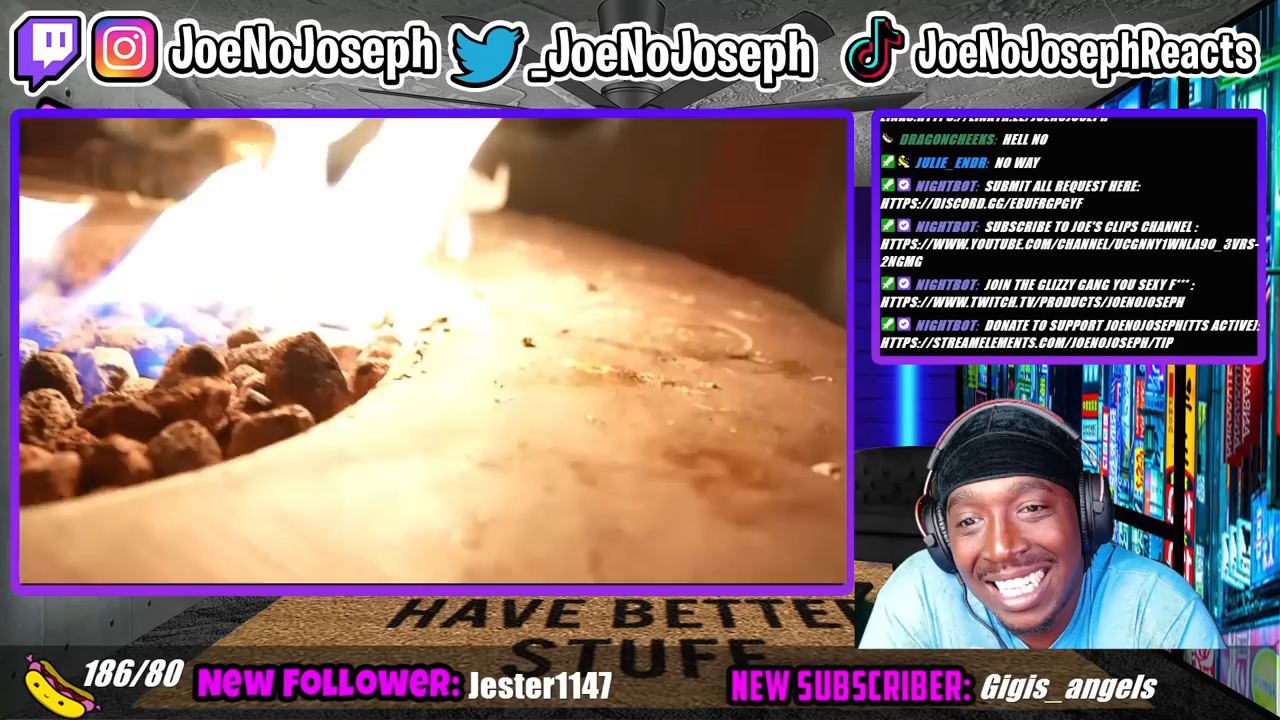 JoeNoJoseph
_JoeNoJoseph
JoeNoJosephReacts
DRAGONCHEEKS: HELL NO
JULIE_ENDR: NO WAY
NIGHTBOT: SUBMIT ALL REQUEST HERE:
HTTPS://DISCORD.GG/EBUFRGPGYF
NIGHTBOT: SUBSCRIBE TO JOE'S CLIPS CHANNEL :
HTTPS://WWW.YOUTUBE.COM/CHANNEL/UCGNNY1WNLA90_3VRS-
2NGMG
NIGHTBOT: JOIN THE GLIZZY GANG YOU SEXY F*** :
HTTPS://WWW.TWITCH.TV/PRODUCTS/JOENOJOSEPH
NIGHTBOT: DONATE TO SUPPORT JOENOJOSEPH(TTS ACTIVE):
HTTPS://STREAMELEMENTS.COM/JOENOJOSEPH/TIP
HAVE BETTER
STUFF
186/80
New Follower: Jester1147
NEW SUBSCRIBER: Gigis_angels